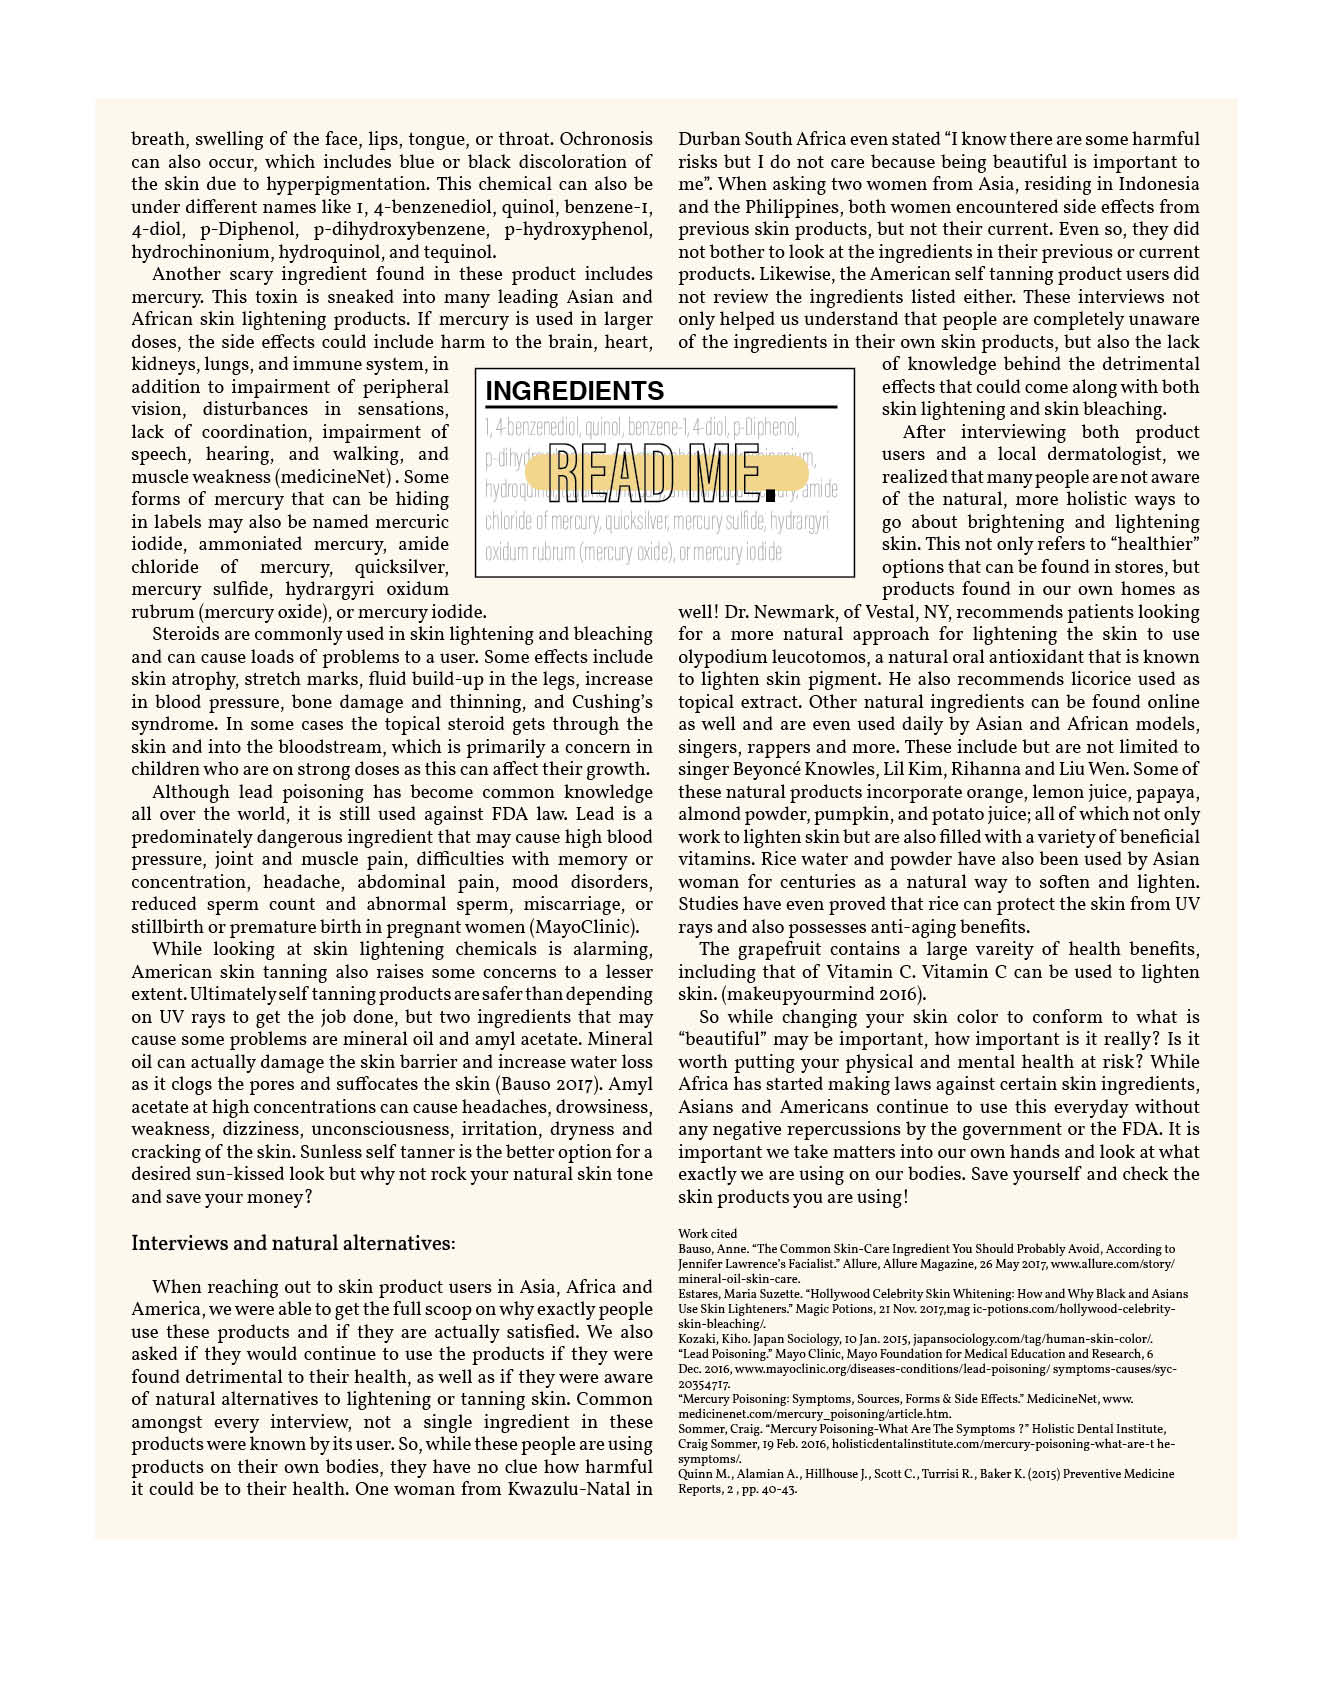 breath, swelling of the face, lips, tongue, or throat. Ochronosis
can also occur, which includes blue or black discoloration of
the skin due to hyperpigmentation. This chemical can also be
under different names like 1, 4-benzenediol, quinol, benzene-1,
4-diol, p-Diphenol, p-dihydroxybenzene, p-hydroxyphenol,
hydrochinonium, hydroquinol, and tequinol.
Another scary ingredient found in these product includes
mercury. This toxin is sneaked into many leading Asian and
African skin lightening products. If mercury is used in larger
doses, the side effects could include harm to the brain, heart,
kidneys, lungs, and immune system, in
addition to impairment of peripheral
vision, disturbances in sensations,
lack of coordination, impairment of
speech, hearing, and walking, and
muscle weakness (medicineNet) . Some
forms of mercury that can be hiding
in labels may also be named mercuric
iodide, ammoniated mercury, amide
chloride of mercury, quicksilver,
mercury sulfide, hydrargyri oxidum
rubrum (mercury oxide), or mercury iodide.
Steroids are commonly used in skin lightening and bleaching
and can cause loads of problems to a user. Some effects include
skin atrophy, stretch marks, fluid build-up in the legs, increase
in blood pressure, bone damage and thinning, and Cushing’s
syndrome. In some cases the topical steroid gets through the
skin and into the bloodstream, which is primarily a concern in
children who are on strong doses as this can affect their growth.
Although lead poisoning has become common knowledge
all over the world, it is still used against FDA law. Lead is a
predominately dangerous ingredient that may cause high blood
pressure, joint and muscle pain, difficulties with memory or
concentration, headache, abdominal pain, mood disorders,
reduced sperm count and abnormal sperm, miscarriage, or
stillbirth or premature birth in pregnant women (MayoClinic).
While looking at skin lightening chemicals is alarming,
American skin tanning also raises some concerns to a lesser
extent. Ultimately self tanning products are safer than depending
on UV rays to get the job done, but two ingredients that may
cause some problems are mineral oil and amyl acetate. Mineral
oil can actually damage the skin barrier and increase water loss
as it clogs the pores and suffocates the skin (Bauso 2017). Amyl
acetate at high concentrations can cause headaches, drowsiness,
weakness, dizziness, unconsciousness, irritation, dryness and
cracking of the skin. Sunless self tanner is the better option for a
desired sun-kissed look but why not rock your natural skin tone
and save your money?
Interviews and natural alternatives:
When reaching out to skin product users in Asia, Africa and
America, we were able to get the full scoop on why exactly people
use these products and if they are actually satisfied. We also
asked if they would continue to use the products if they were
found detrimental to their health, as well as if they were aware
of natural alternatives to lightening or tanning skin. Common
amongst every interview, not a single ingredient in these
products were known by its user. So, while these people are using
products on their own bodies, they have no clue how harmful
it could be to their health. One woman from Kwazulu-Natal in
INGREDIENTS
1, 4-benzenediol, quinol, benzene-1, 4-diol, p-Diphenol,
READ ME.
amide
chloride of mercury, quicksilver, mercury sulfide, hydrargyri
oxidum rubrum (mercury oxide), or mercury iodide
Durban South Africa even stated “I know there are some harmful
risks but I do not care because being beautiful is important to
me”. When asking two women from Asia, residing in Indonesia
and the Philippines, both women encountered side effects from
previous skin products, but not their current. Even so, they did
not bother to look at the ingredients in their previous or current
products. Likewise, the American self tanning product users did
not review the ingredients listed either. These interviews not
only helped us understand that people are completely unaware
of the ingredients in their own skin products, but also the lack
of knowledge behind the detrimental
effects that could come along with both
skin lightening and skin bleaching.
After interviewing both product
users and a local dermatologist, we
realized that many people are not aware
of the natural, more holistic ways to
go about brightening and lightening
skin. This not only refers to “healthier”
options that can be found in stores, but
products found in our own homes as
well! Dr. Newmark, of Vestal, NY, recommends patients looking
for a more natural approach for lightening the skin to use
olypodium leucotomos, a natural oral antioxidant that is known
to lighten skin pigment. He also recommends licorice used as
topical extract. Other natural ingredients can be found online
as well and are even used daily by Asian and African models,
singers, rappers and more. These include but are not limited to
singer Beyoncé Knowles, Lil Kim, Rihanna and Liu Wen. Some of
these natural products incorporate orange, lemon juice, papaya,
almond powder, pumpkin, and potato juice; all of which not only
work to lighten skin but are also filled with a variety of beneficial
vitamins. Rice water and powder have also been used by Asian
woman for centuries as a natural way to soften and lighten.
Studies have even proved that rice can protect the skin from UV
rays and also possesses anti-aging benefits.
The grapefruit contains a large vareity of health benefits,
including that of Vitamin C. Vitamin C can be used to lighten
skin. (makeupyourmind 2016).
So while changing your skin color to conform to what is
“beautiful” may be important, how important is it really? Is it
worth putting your physical and mental health at risk? While
Africa has started making laws against certain skin ingredients,
Asians and Americans continue to use this everyday without
any negative repercussions by the government or the FDA. It is
important we take matters into our own hands and look at what
exactly we are using on our bodies. Save yourself and check the
skin products you are using!
Work cited
Bauso, Anne. “The Common Skin-Care Ingredient You Should Probably Avoid, According to
Jennifer Lawrence’s Facialist.” Allure, Allure Magazine, 26 May 2017, www.allure.com/story/
mineral-oil-skin-care.
Estares, Maria Suzette. “Hollywood Celebrity Skin Whitening: How and Why Black and Asians
Use Skin Lighteners.” Magic Potions, 21 Nov. 2017,mag ic-potions.com/hollywood-celebrity-
skin-bleaching/.
Kozaki, Kiho. Japan Sociology, 10 Jan. 2015, japansociology.com/tag/human-skin-color/.
“Lead Poisoning.” Mayo Clinic, Mayo Foundation for Medical Education and Research, 6
Dec. 2016, www.mayoclinic.org/diseases-conditions/lead-poisoning/ symptoms-causes/syc-
20354717.
“Mercury Poisoning: Symptoms, Sources, Forms & Side Effects.” MedicineNet, www.
medicinenet.com/mercury_poisoning/article.htm.
Sommer, Craig. “Mercury Poisoning-What Are The Symptoms ?” Holistic Dental Institute,
Craig Sommer, 19 Feb. 2016, holisticdentalinstitute.com/mercury-poisoning-what-are-t he-
symptoms/.
Quinn M., Alamian A., Hillhouse J., Scott C., Turrisi R., Baker K. (2015) Preventive Medicine
Reports, 2 , pp. 40-43.